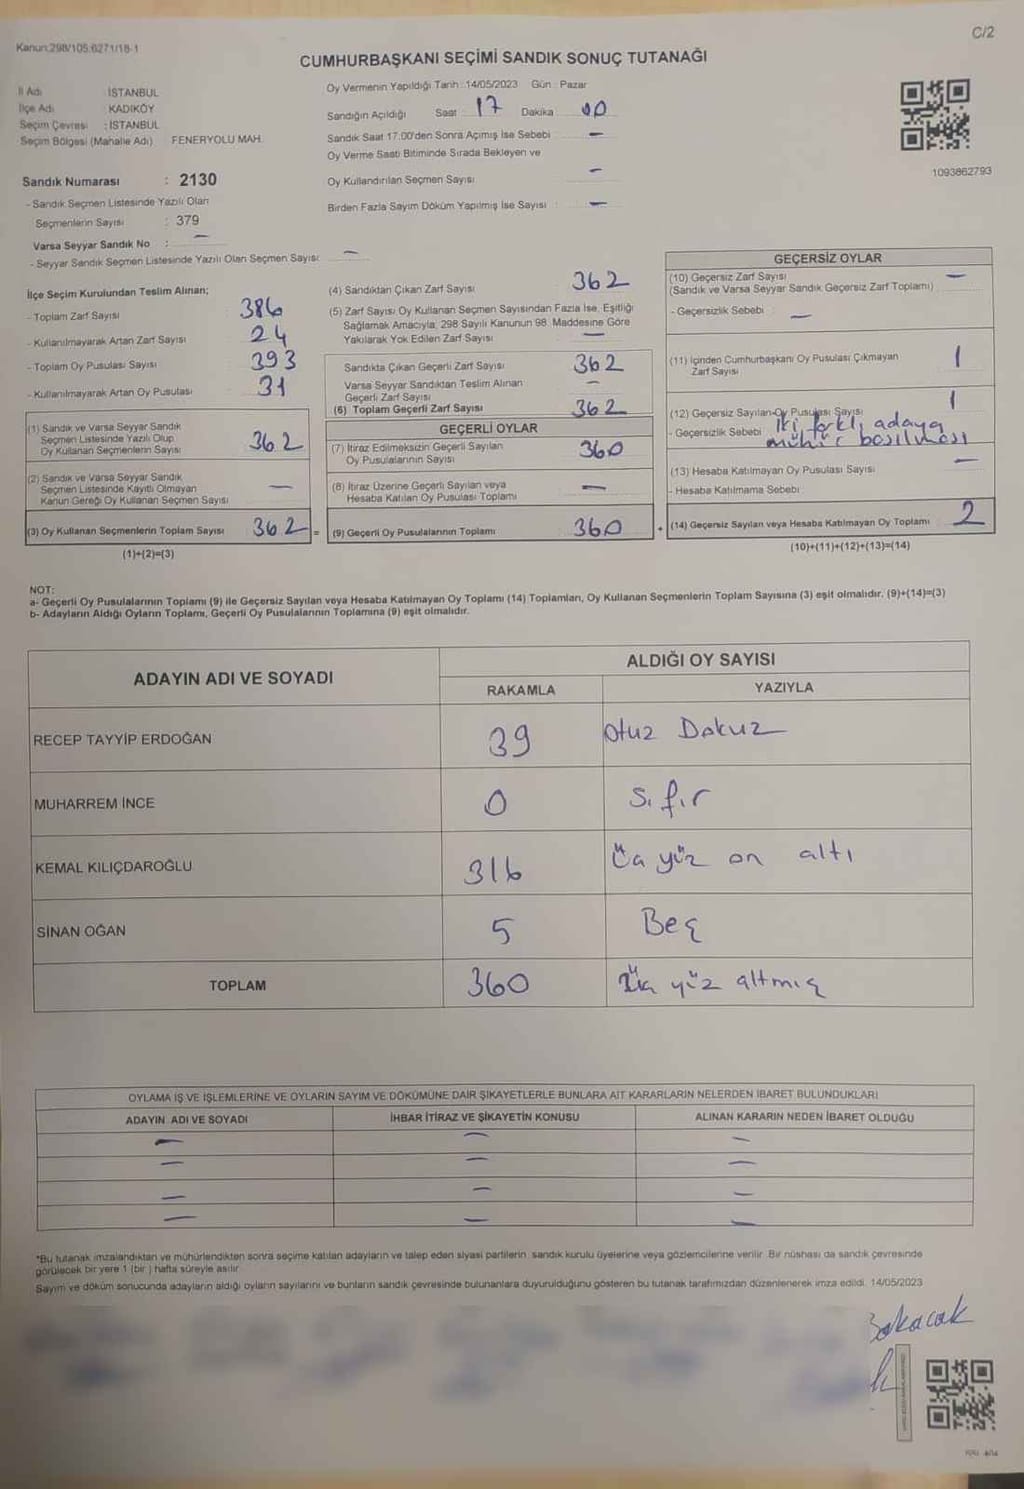 Kanun:298/105;6271/18-1
C/2
CUMHURBAŞKANI SEÇİMİ SANDIK SONUÇ TUTANAĞI
İl Adı : İSTANBUL
İlçe Adı : KADIKÖY
Seçim Çevresi : İSTANBUL
Seçim Bölgesi (Mahalle Adı) FENERYOLU MAH.
Sandık Numarası : 2130
- Sandık Seçmen Listesinde Yazılı Olan
Seçmenlerin Sayısı : 379
Varsa Seyyar Sandık No : —
- Seyyar Sandık Seçmen Listesinde Yazılı Olan Seçmen Sayısı: —
Oy Vermenin Yapıldığı Tarih : 14/05/2023 Gün : Pazar
Sandığın Açıldığı Saat : 17 Dakika : 00
Sandık Saat 17:00'den Sonra Açımış İse Sebebi : —
Oy Verme Saati Bitiminde Sırada Bekleyen ve
Oy Kullandırılan Seçmen Sayısı : —
Birden Fazla Sayım Döküm Yapılmış İse Sayısı : —
1093862793
İlçe Seçim Kurulundan Teslim Alınan;
- Toplam Zarf Sayısı 386
- Kullanılmayarak Artan Zarf Sayısı 24
- Toplam Oy Pusulası Sayısı 393
- Kullanılmayarak Artan Oy Pusulası 31
(1) Sandık ve Varsa Seyyar Sandık
Seçmen Listesinde Yazılı Olup
Oy Kullanan Seçmenlerin Sayısı 362
(2) Sandık ve Varsa Seyyar Sandık
Seçmen Listesinde Kayıtlı Olmayan
Kanun Gereği Oy Kullanan Seçmen Sayısı —
(3) Oy Kullanan Seçmenlerin Toplam Sayısı 362 =
(1)+(2)=(3)
(4) Sandıktan Çıkan Zarf Sayısı 362
(5) Zarf Sayısı Oy Kullanan Seçmen Sayısından Fazla İse, Eşitliği
Sağlamak Amacıyla, 298 Sayılı Kanunun 98. Maddesine Göre
Yakılarak Yok Edilen Zarf Sayısı —
Sandıkta Çıkan Geçerli Zarf Sayısı 362
Varsa Seyyar Sandıktan Teslim Alınan
Geçerli Zarf Sayısı —
(6) Toplam Geçerli Zarf Sayısı 362
GEÇERLİ OYLAR
(7) İtiraz Edilmeksizin Geçerli Sayılan
Oy Pusulalarının Sayısı 360
(8) İtiraz Üzerine Geçerli Sayılan veya
Hesaba Katılan Oy Pusulası Toplamı —
(9) Geçerli Oy Pusulalarının Toplamı 360 +
GEÇERSİZ OYLAR
(10) Geçersiz Zarf Sayısı —
(Sandık ve Varsa Seyyar Sandık Geçersiz Zarf Toplamı)
- Geçersizlik Sebebi : —
(11) İçinden Cumhurbaşkanı Oy Pusulası Çıkmayan 1
Zarf Sayısı
(12) Geçersiz Sayılan Oy Pusulası Sayısı 1
- Geçersizlik Sebebi : İki farklı adaya
mühür basılması
(13) Hesaba Katılmayan Oy Pusulası Sayısı —
- Hesaba Katılmama Sebebi :
(14) Geçersiz Sayılan veya Hesaba Katılmayan Oy Toplamı 2
(10)+(11)+(12)+(13)=(14)
NOT:
a- Geçerli Oy Pusulalarının Toplamı (9) ile Geçersiz Sayılan veya Hesaba Katılmayan Oy Toplamı (14) Toplamları, Oy Kullanan Seçmenlerin Toplam Sayısına (3) eşit olmalıdır. (9)+(14)=(3)
b- Adayların Aldığı Oyların Toplamı, Geçerli Oy Pusulalarının Toplamına (9) eşit olmalıdır.
ADAYIN ADI VE SOYADI
ALDIĞI OY SAYISI
RAKAMLA YAZIYLA
RECEP TAYYİP ERDOĞAN 39 Otuz Dokuz
MUHARREM İNCE 0 Sıfır
KEMAL KILIÇDAROĞLU 316 Üç yüz on altı
SİNAN OĞAN 5 Beş
TOPLAM 360 Üç yüz altmış
OYLAMA İŞ VE İŞLEMLERİNE VE OYLARIN SAYIM VE DÖKÜMÜNE DAİR ŞİKAYETLERLE BUNLARA AİT KARARLARIN NELERDEN İBARET BULUNDUKLARI
ADAYIN ADI VE SOYADI İHBAR İTİRAZ VE ŞİKAYETİN KONUSU ALINAN KARARIN NEDEN İBARET OLDUĞU
— — —
— — —
— — —
— — —
*Bu tutanak imzalandıktan ve mühürlendikten sonra seçime katılan adayların ve talep eden siyasi partilerin, sandık kurulu üyelerine veya gözlemcilerine verilir. Bir nüshası da sandık çevresinde
görülecek bir yere 1 (bir ) hafta süreyle asılır.
Sayım ve döküm sonucunda adayların aldığı oyların sayılarını ve bunların sandık çevresinde bulunanlara duyurulduğunu gösteren bu tutanak tarafımızdan düzenlenerek imza edildi. 14/05/2023